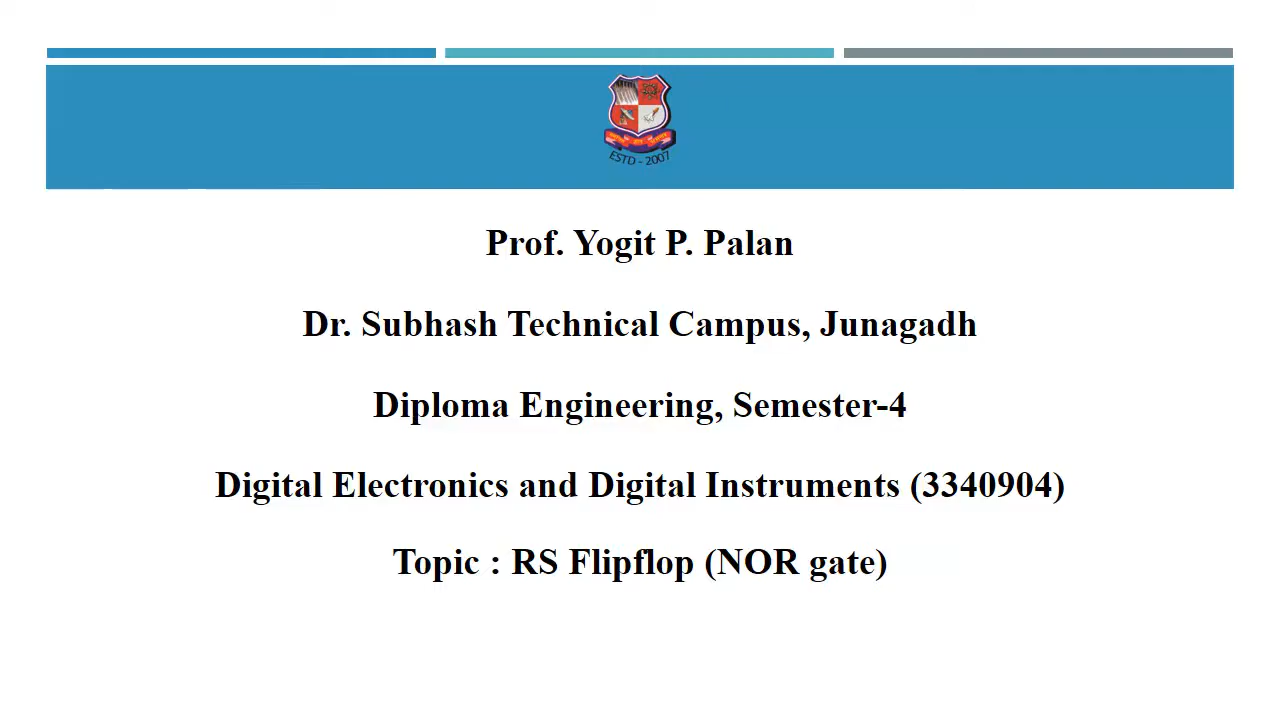 ESTD - 2007
Prof. Yogit P. Palan
Dr. Subhash Technical Campus, Junagadh
Diploma Engineering, Semester-4
Digital Electronics and Digital Instruments (3340904)
Topic : RS Flipflop (NOR gate)